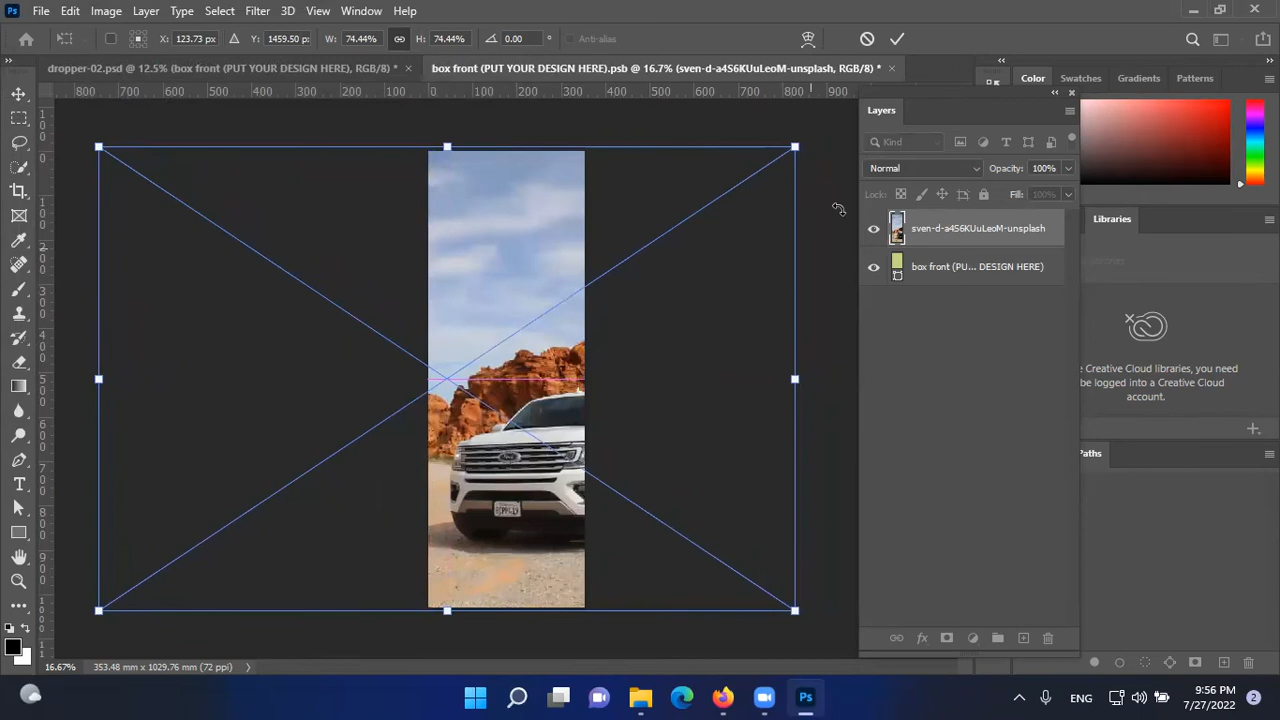 Ps File Edit Image Layer Type Select Filter 3D View Window Help
X: 123.73 px Y: 1459.50 px W: 74.44% H: 74.44% 0.00 ° Anti-alias
dropper-02.psd @ 12.5% (box front (PUT YOUR DESIGN HERE), RGB/8) * × box front (PUT YOUR DESIGN HERE).psb @ 16.7% (sven-d-a4S6KUuLeoM-unsplash, RGB/8) * ×
Color Swatches Gradients Patterns
800 700 600 500 400 300 200 100 0 100 200 300 400 500 600 700 800 900
Layers
Kind
Normal Opacity: 100%
Lock: Fill: 100%
sven-d-a4S6KUuLeoM-unsplash
box front (PU... DESIGN HERE)
Libraries
e Creative Cloud libraries, you need
be logged into a Creative Cloud
account.
Paths
16.67% 353.48 mm x 1029.76 mm (72 ppi)
Ps
ENG
9:56 PM
7/27/2022
2